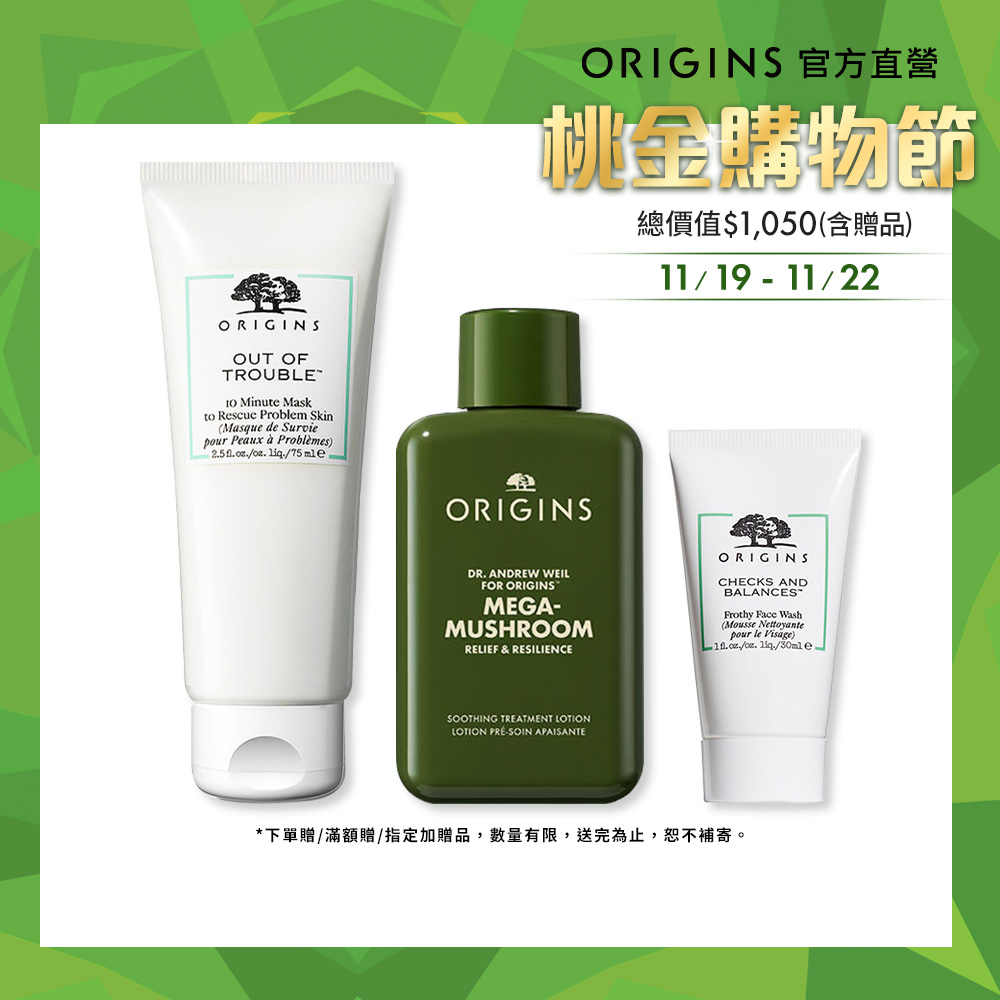 ORIGINS 官方直營
桃金購物節
總價值$1,050(含贈品)
11/19 - 11/22
ORIGINS
OUT OF
TROUBLE™
10 Minute Mask
to Rescue Problem Skin
(Masque de Survie
pour Peaux à Problèmes)
2.5 fl.oz./oz. liq./75 ml e
ORIGINS
DR. ANDREW WEIL
FOR ORIGINS™
MEGA-
MUSHROOM
RELIEF & RESILIENCE
SOOTHING TREATMENT LOTION
LOTION PRÉ-SOIN APAISANTE
ORIGINS
CHECKS AND
BALANCES™
Frothy Face Wash
(Mousse Nettoyante
pour le Visage)
1 fl.oz./oz. liq./30ml e
*下單贈/滿額贈/指定加贈品，數量有限，送完為止，恕不補寄。